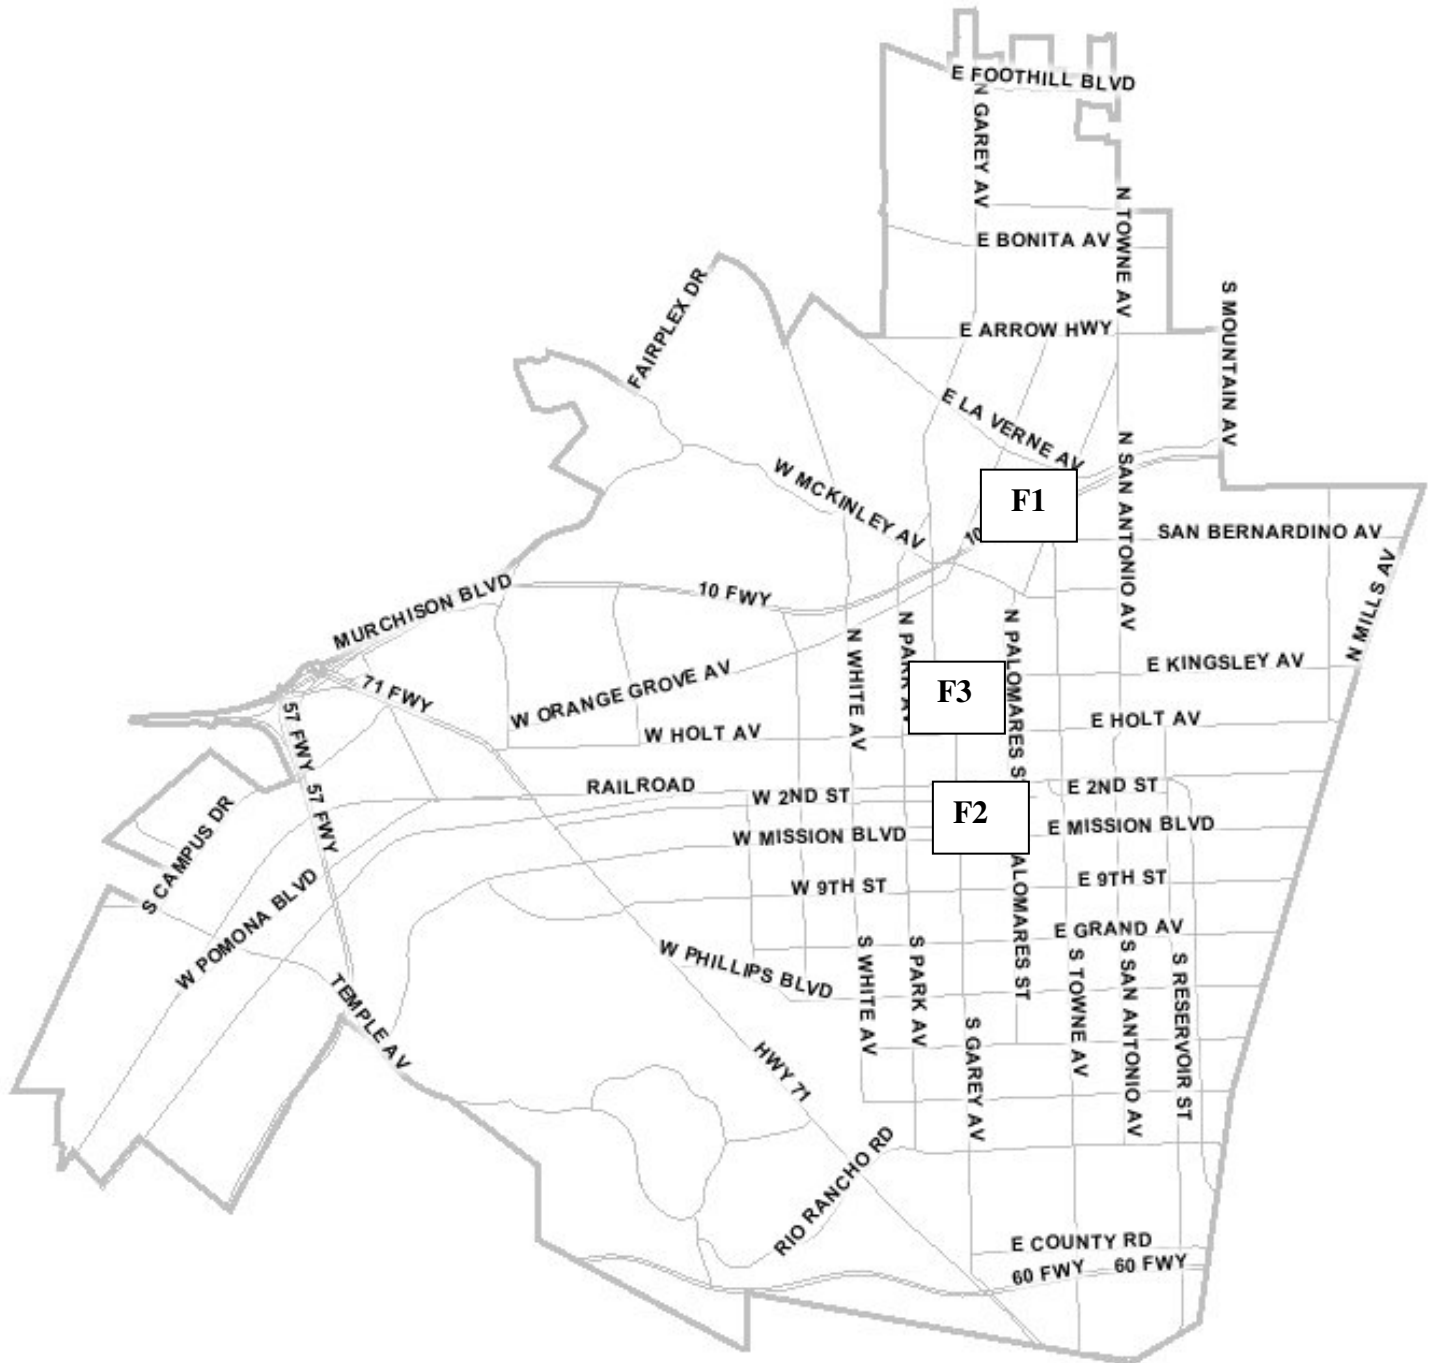 E FOOTHILL BLVD
N GAREY AV
N TOWNE AV
E BONITA AV
S MOUNTAIN AV
FAIRPLEX DR
E ARROW HWY
E LA VERNE AV
N SAN ANTONIO AV
W MCKINLEY AV
F1
10
SAN BERNARDINO AV
N MILLS AV
MURCHISON BLVD
10 FWY
N WHITE AV
N PARK AV
N PALOMARES S
E KINGSLEY AV
71 FWY
W ORANGE GROVE AV
F3
57 FWY
W HOLT AV
E HOLT AV
57 FWY
RAILROAD
W 2ND ST
E 2ND ST
F2
S CAMPUS DR
W MISSION BLVD
E MISSION BLVD
W POMONA BLVD
W 9TH ST
E 9TH ST
ALOMARES ST
E GRAND AV
W PHILLIPS BLVD
S WHITE AV
S PARK AV
S TOWNE AV
S SAN ANTONIO AV
S RESERVOIR ST
TEMPLE AV
S GAREY AV
HWY 71
RIO RANCHO RD
E COUNTY RD
60 FWY
60 FWY